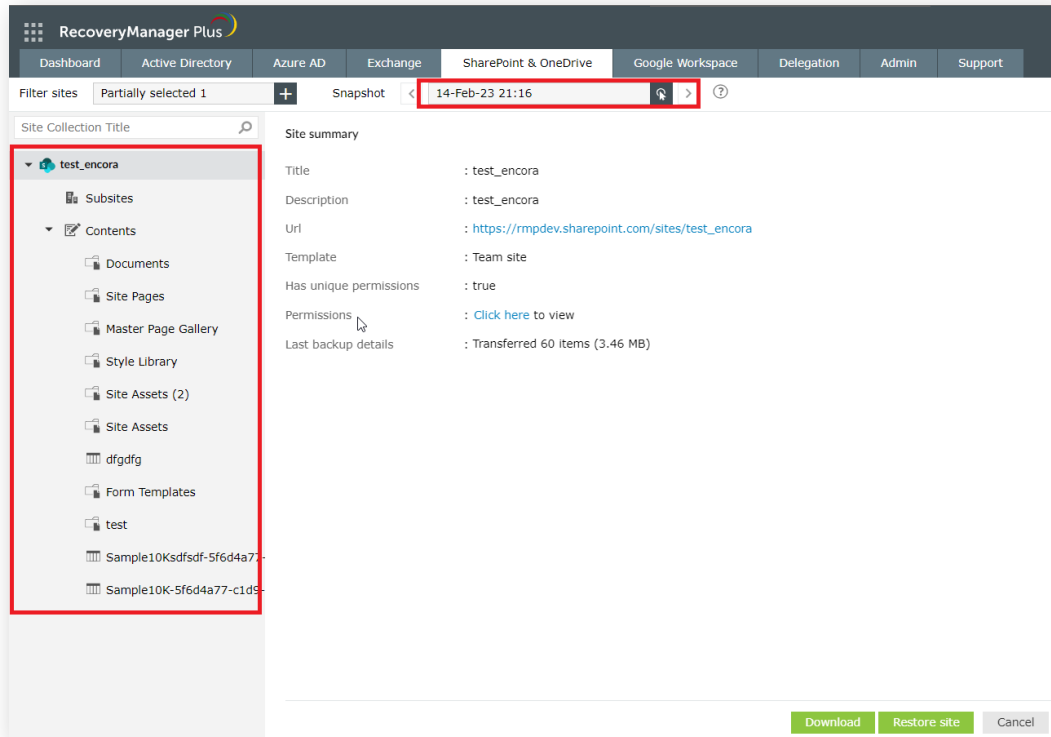 RecoveryManager Plus
Dashboard Active Directory Azure AD Exchange SharePoint & OneDrive Google Workspace Delegation Admin Support
Filter sites Partially selected 1 + Snapshot < 14-Feb-23 21:16 > ?
Site Collection Title
Site summary
test_encora
Subsites
Contents
Documents
Site Pages
Master Page Gallery
Style Library
Site Assets (2)
Site Assets
dfgdfg
Form Templates
test
Sample10Ksdfsdf-5f6d4a77-
Sample10K-5f6d4a77-c1d9-
Title : test_encora
Description : test_encora
Url : https://rmpdev.sharepoint.com/sites/test_encora
Template : Team site
Has unique permissions : true
Permissions : Click here to view
Last backup details : Transferred 60 items (3.46 MB)
Download Restore site Cancel